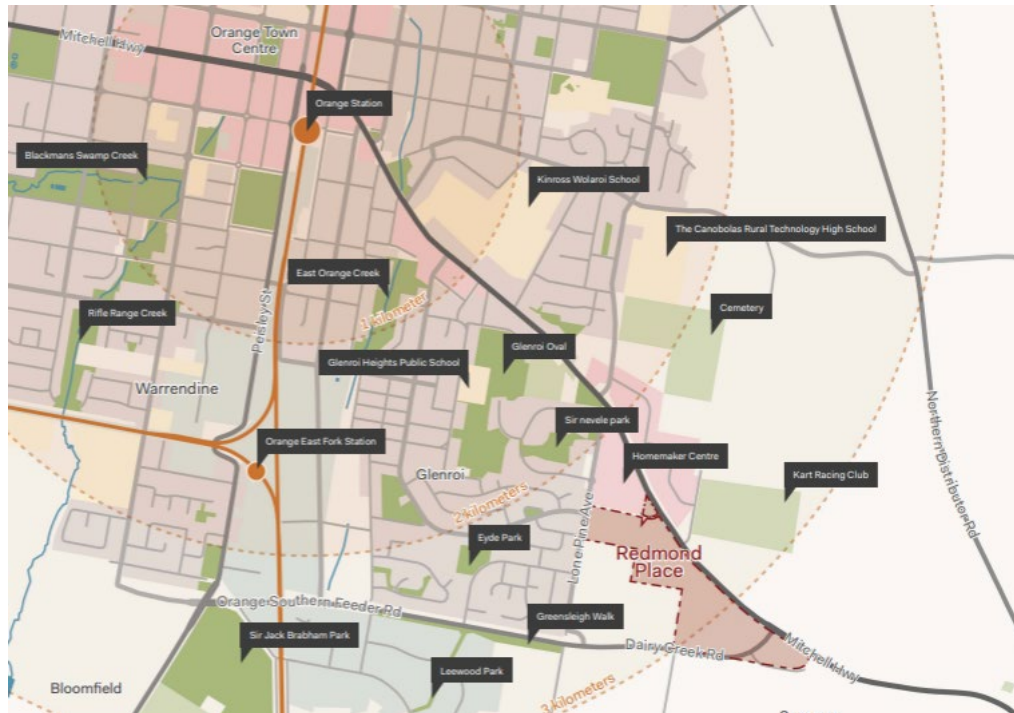 Mitchell Hwy
Orange Town
Centre
Orange Station
Blackmans Swamp Creek
Kinross Wolaroi School
The Canobolas Rural Technology High School
East Orange Creek
Rifle Range Creek
Peisley St
1 kilometer
Cemetery
Glenroi Oval
Glenroi Heights Public School
Warrendine
Sir nevele park
Orange East Fork Station
Homemaker Centre
Glenroi
Kart Racing Club
Northern Distributor Rd
2 kilometers
Lone Pine Ave
Eyde Park
Redmond
Place
Orange Southern Feeder Rd
Greensleigh Walk
Sir Jack Brabham Park
Dairy Creek Rd
Mitchell Hwy
Leewood Park
Bloomfield
3 kilometers